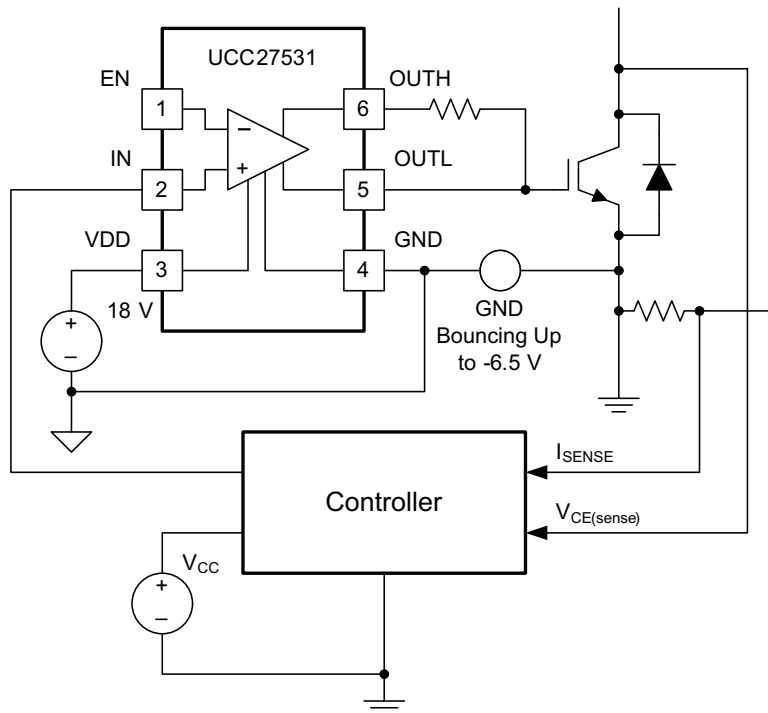 UCC27531
EN
OUTH
1
6
IN
OUTL
2
5
VDD
GND
3
4
18 V
GND
Bouncing Up
to -6.5 V
+
–
–
+
Controller
ISENSE
VCE(sense)
VCC
+
–